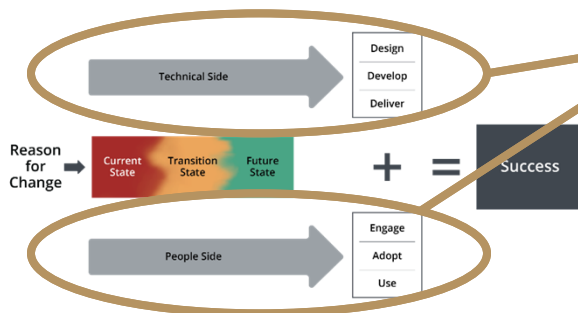 Technical Side
Design
Develop
Deliver
Reason
for
Change
Current
State
Transition
State
Future
State
+
=
Success
People Side
Engage
Adopt
Use